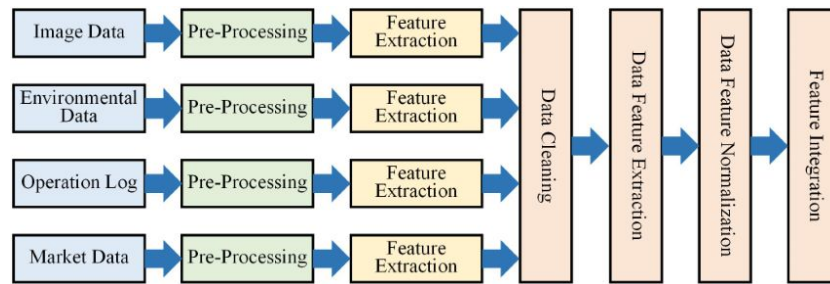 Image Data
Pre-Processing
Feature
Extraction
Environmental
Data
Pre-Processing
Feature
Extraction
Operation Log
Pre-Processing
Feature
Extraction
Market Data
Pre-Processing
Feature
Extraction
Data Cleaning
Data Feature Extraction
Data Feature Normalization
Feature Integration